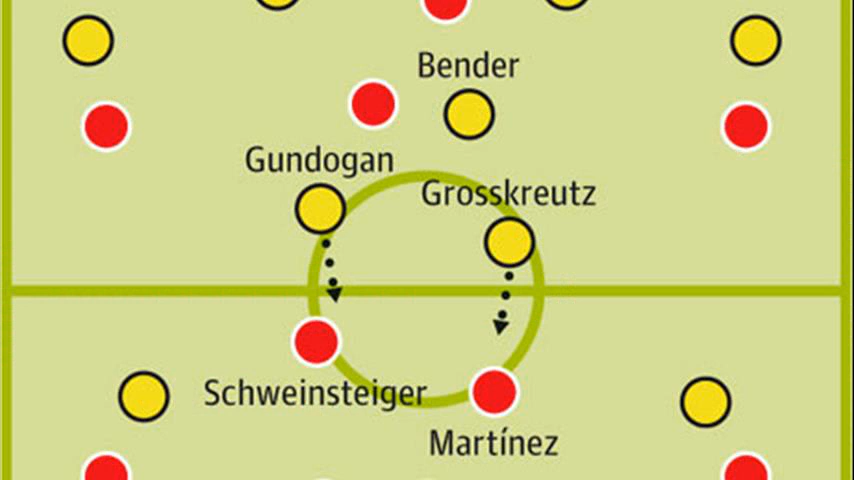 Bender
Gundogan
Grosskreutz
Schweinsteiger
Martínez